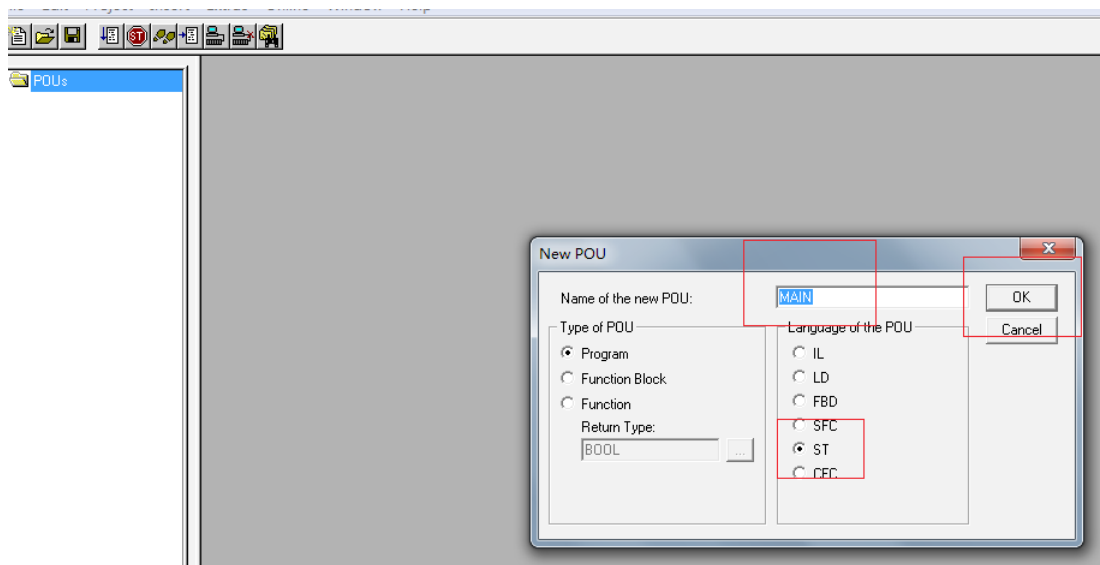 POUs
New POU
Name of the new POU:
MAIN
OK
Type of POU
Language of the POU
Cancel
Program
Function Block
Function
Return Type:
BOOL
...
IL
LD
FBD
SFC
ST
CFC